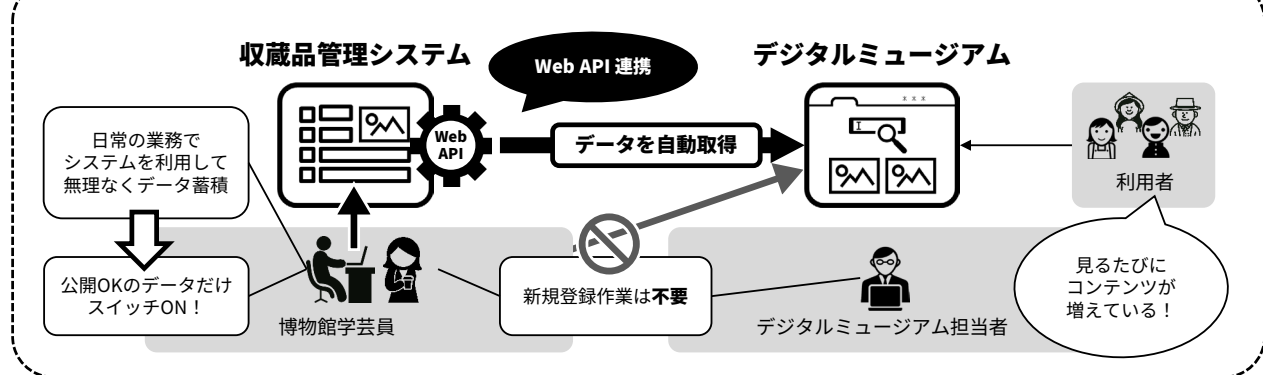 収蔵品管理システム
Web API 連携
デジタルミュージアム
日常の業務で
システムを利用して
無理なくデータ蓄積
Web
API
データを自動取得
x x x
利用者
公開OKのデータだけ
スイッチON！
博物館学芸員
新規登録作業は不要
デジタルミュージアム担当者
見るたびに
コンテンツが
増えている！